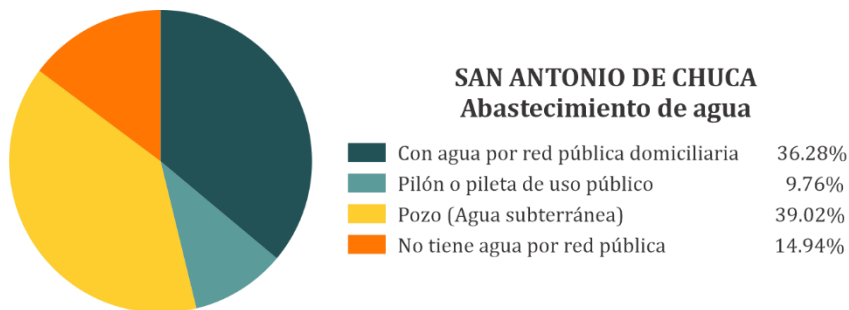 SAN ANTONIO DE CHUCA
Abastecimiento de agua
Con agua por red pública domiciliaria 36.28%
Pilón o pileta de uso público 9.76%
Pozo (Agua subterránea) 39.02%
No tiene agua por red pública 14.94%